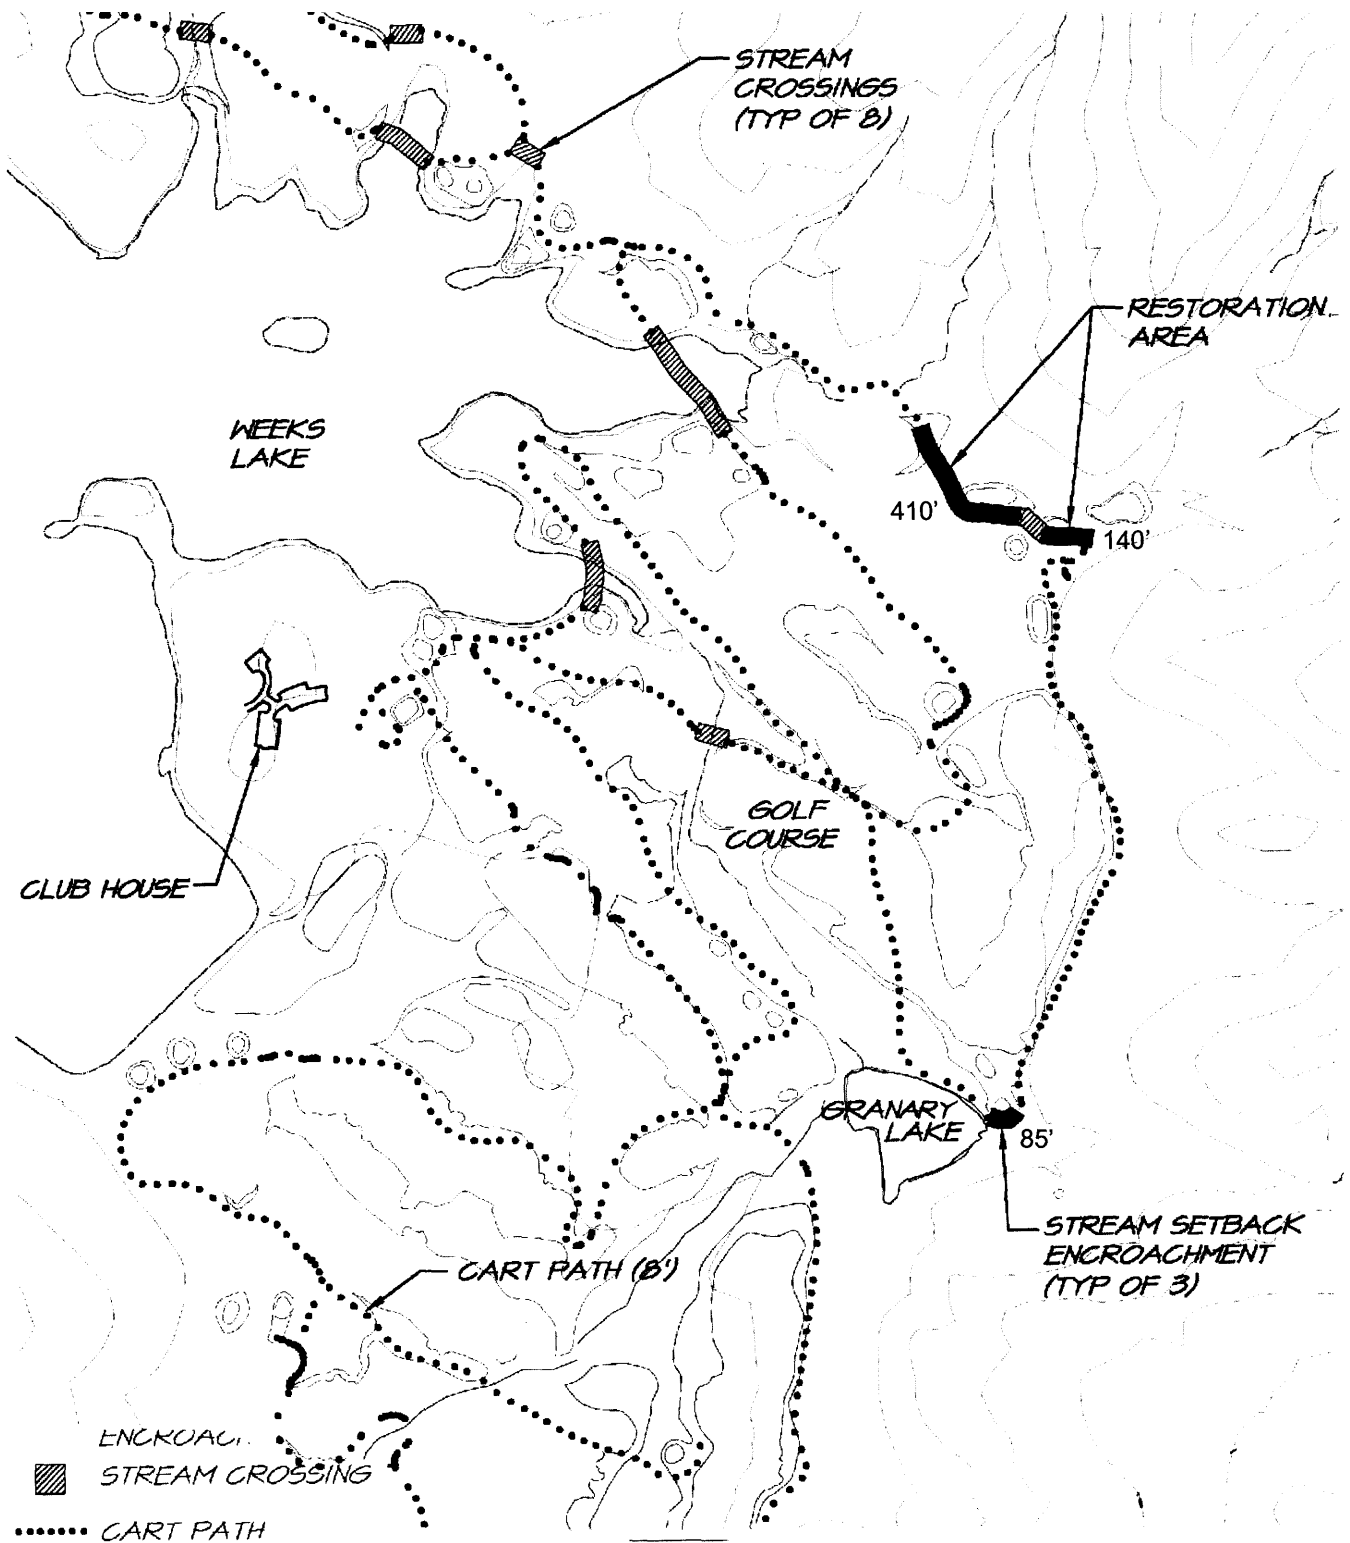 STREAM
CROSSINGS
(TYP OF 8)
RESTORATION
AREA
WEEKS
LAKE
410'
140'
GOLF
COURSE
CLUB HOUSE
GRANARY
LAKE
85'
STREAM SETBACK
ENCROACHMENT
(TYP OF 3)
CART PATH (8')
STREAM CROSSING
CART PATH